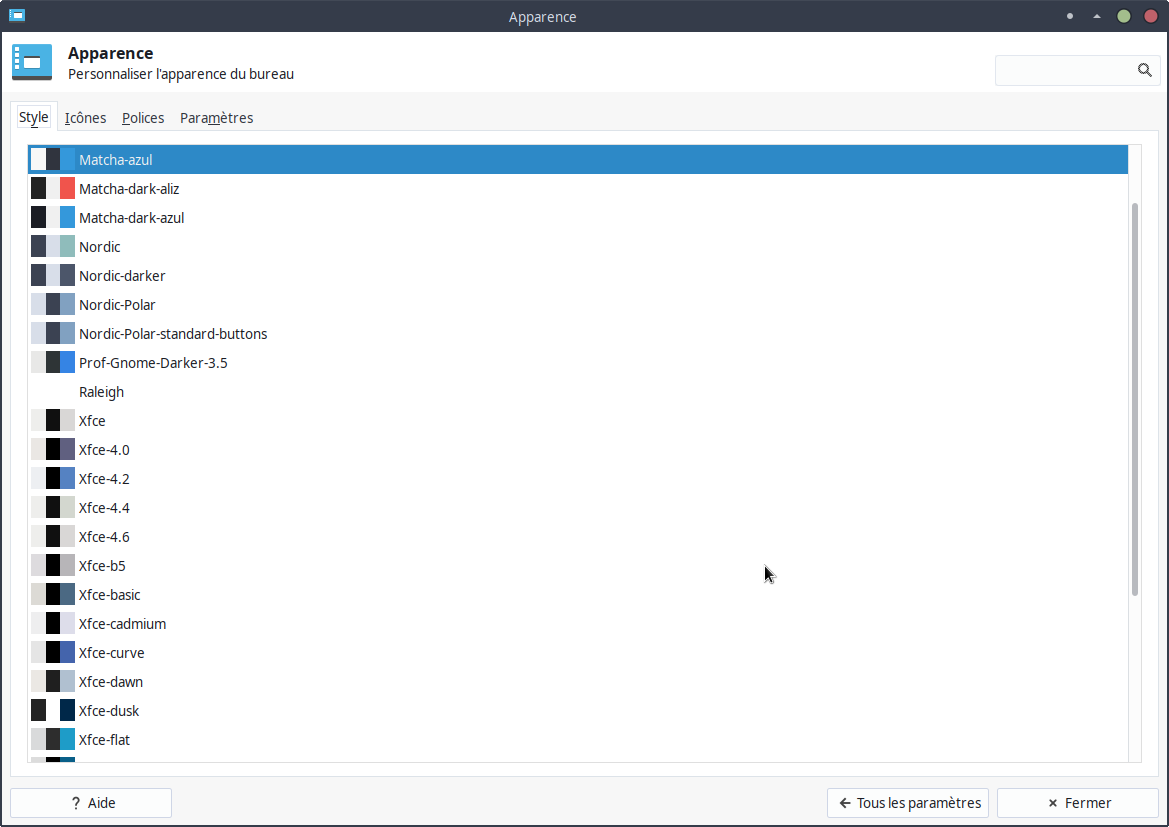 Apparence
Apparence
Personnaliser l'apparence du bureau
Style Icônes Polices Paramètres
Matcha-azul
Matcha-dark-aliz
Matcha-dark-azul
Nordic
Nordic-darker
Nordic-Polar
Nordic-Polar-standard-buttons
Prof-Gnome-Darker-3.5
Raleigh
Xfce
Xfce-4.0
Xfce-4.2
Xfce-4.4
Xfce-4.6
Xfce-b5
Xfce-basic
Xfce-cadmium
Xfce-curve
Xfce-dawn
Xfce-dusk
Xfce-flat
? Aide ← Tous les paramètres × Fermer